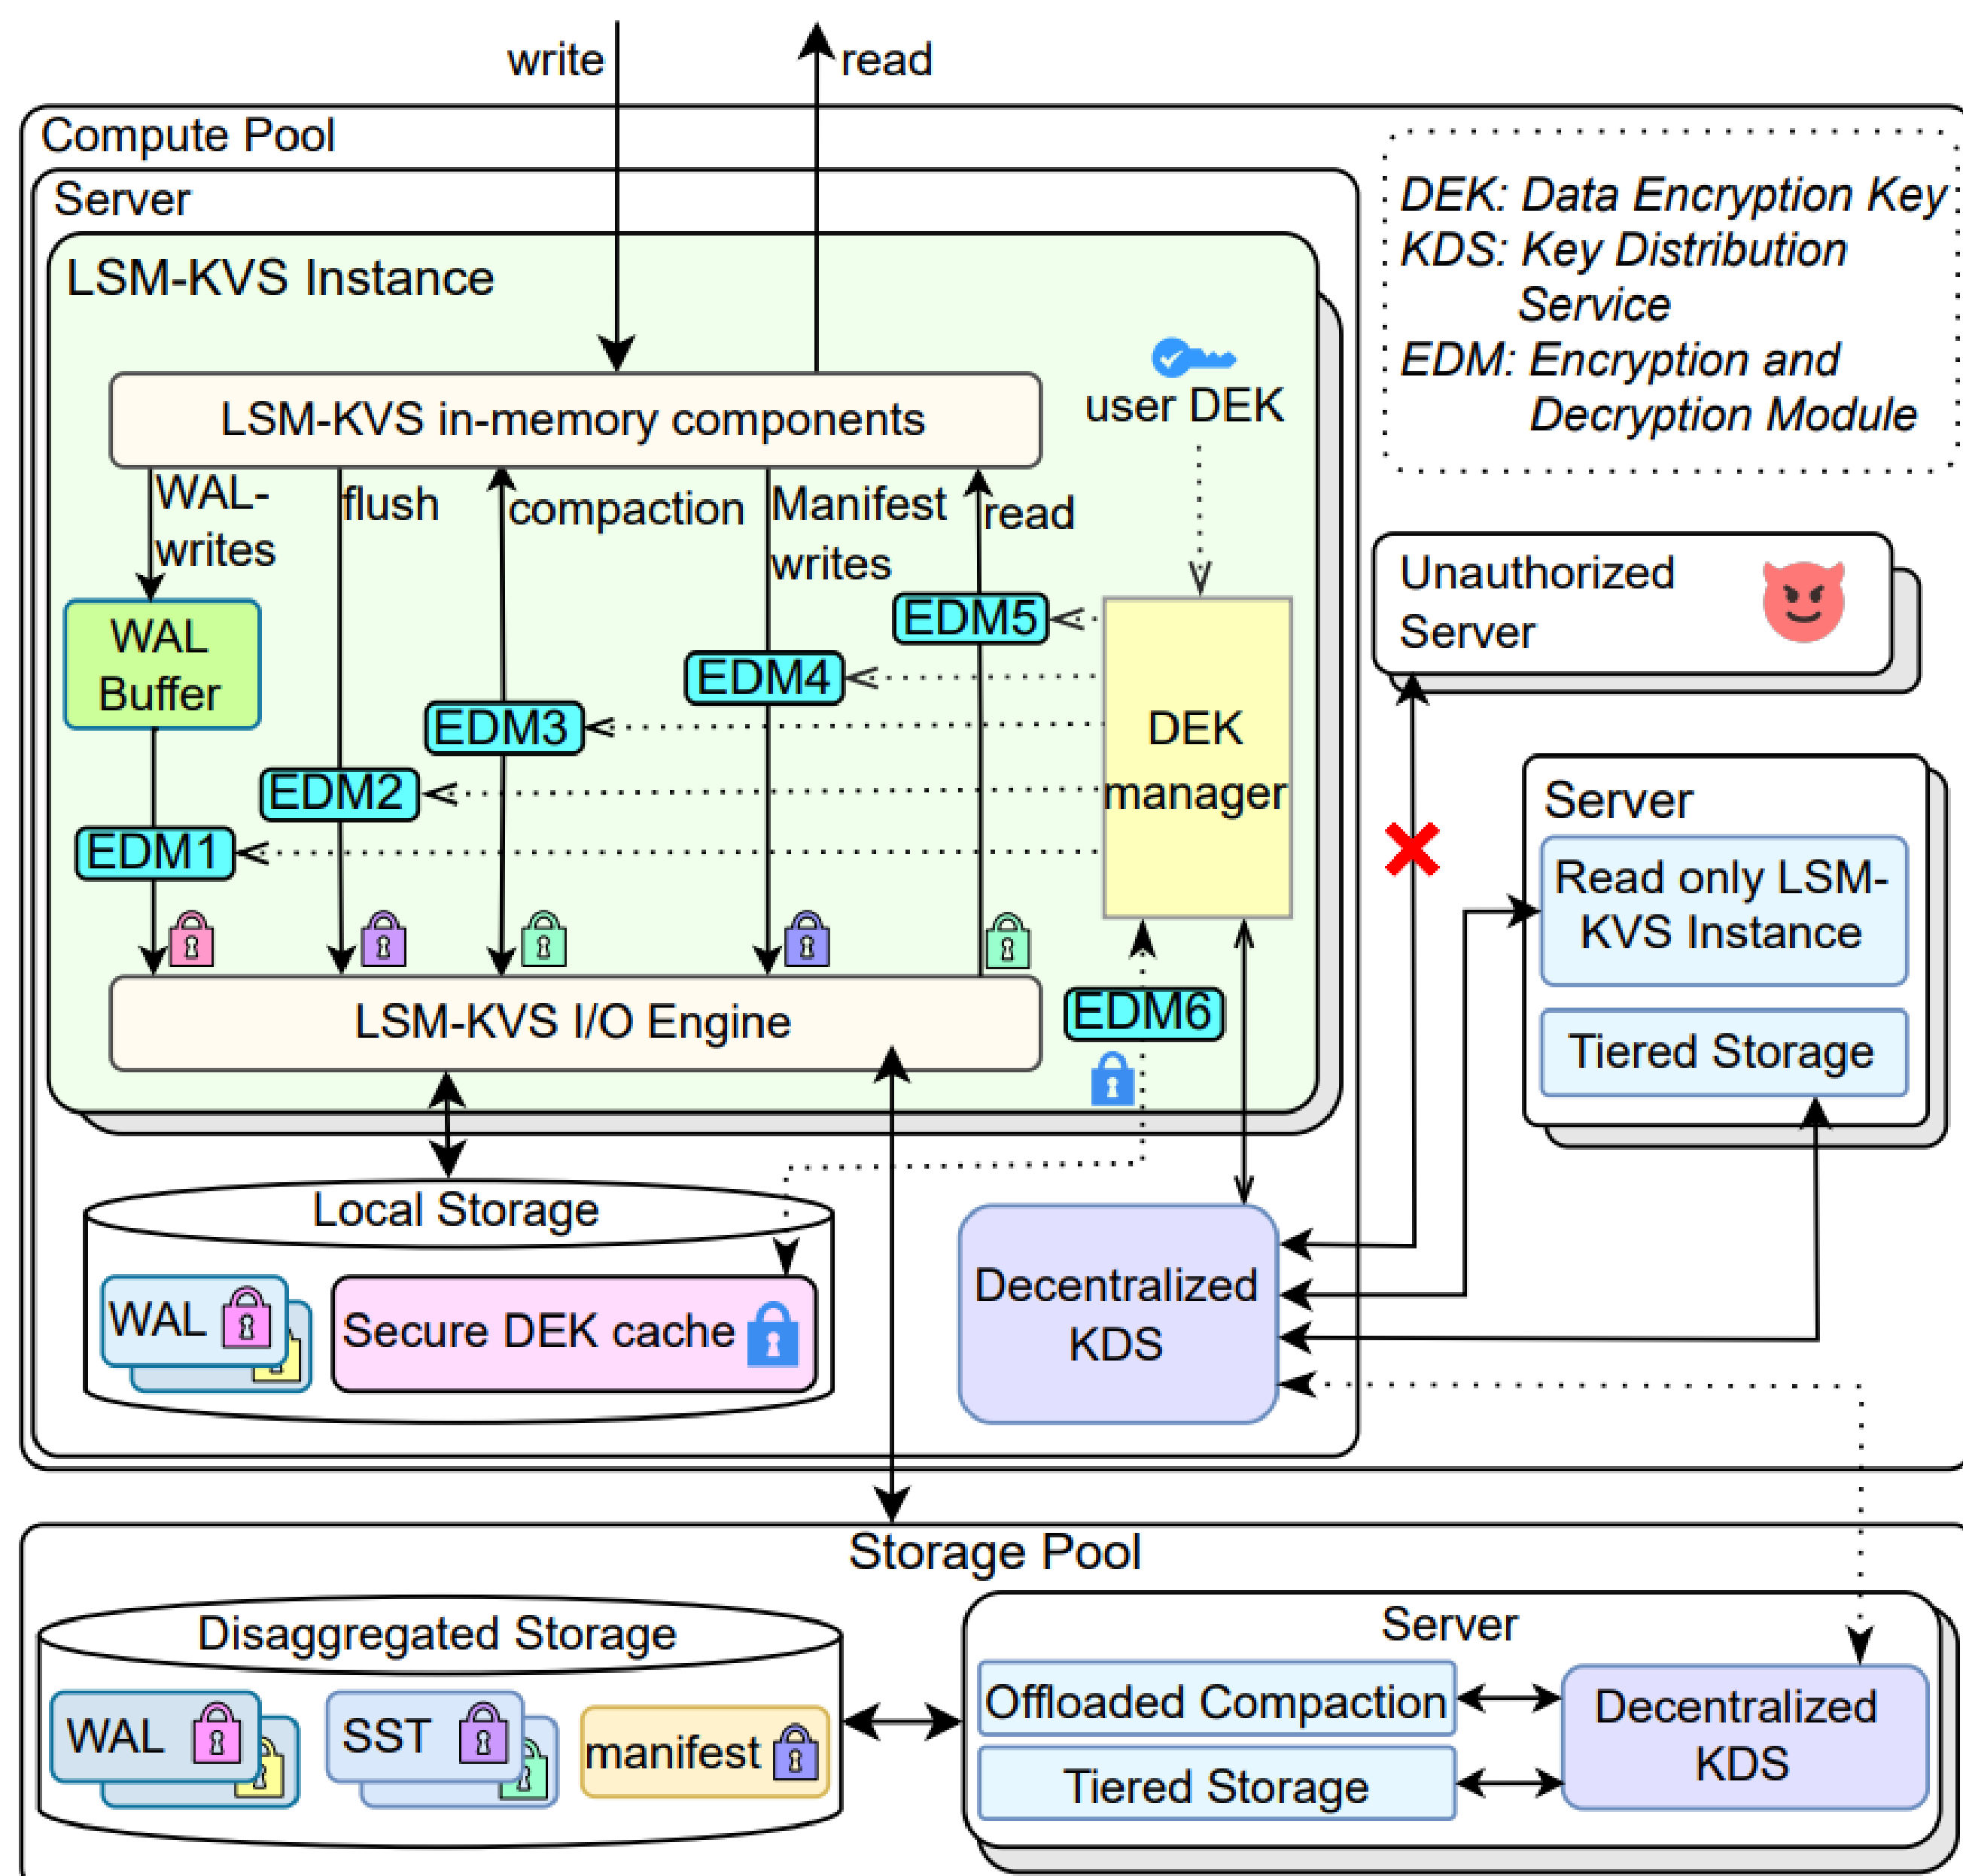 write
read
Compute Pool
Server
LSM-KVS Instance
DEK: Data Encryption Key
KDS: Key Distribution
Service
EDM: Encryption and
Decryption Module
user DEK
LSM-KVS in-memory components
WAL-
writes
flush
compaction
Manifest
writes
read
WAL
Buffer
EDM5
EDM4
EDM3
EDM2
EDM1
DEK
manager
Unauthorized
Server
Server
Read only LSM-
KVS Instance
Tiered Storage
LSM-KVS I/O Engine
EDM6
Local Storage
WAL
Secure DEK cache
Decentralized
KDS
Storage Pool
Disaggregated Storage
WAL
SST
manifest
Server
Offloaded Compaction
Tiered Storage
Decentralized
KDS